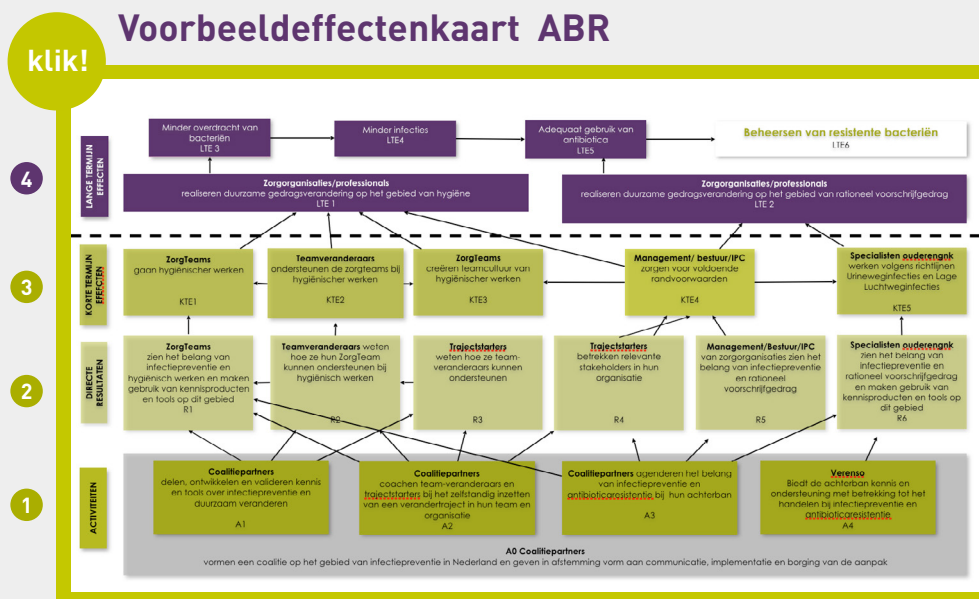 Voorbeeldeffectenkaart ABR
klik!
4
LANGE TERMIJN
EFFECTEN
Minder overdracht van
bacteriën
LTE 3
Minder infecties
LTE4
Adequaat gebruik van
antibiotica
LTE5
Beheersen van resistente bacteriën
LTE6
Zorgorganisaties/professionals
realiseren duurzame gedragsverandering op het gebied van hygiëne
LTE 1
Zorgorganisaties/professionals
realiseren duurzame gedragsverandering op het gebied van rationeel voorschrijfgedrag
LTE 2
3
KORTE TERMIJN
EFFECTEN
ZorgTeams
gaan hygiënischer werken
KTE1
Teamveranderaars
ondersteunen de zorgteams bij
hygiënischer werken
KTE2
ZorgTeams
creëren teamcultuur van
hygiënischer werken
KTE3
Management/ bestuur/IPC
zorgen voor voldoende
randvoorwaarden
KTE4
Specialisten ouderengnk
werken volgens richtlijnen
Urineweginfecties en Lage
Luchtweginfecties
KTE5
2
DIRECTE
RESULTATEN
ZorgTeams
zien het belang van
infectiepreventie en
hygiënisch werken en maken
gebruik van kennisproducten
en tools op dit gebied
R1
Teamveranderaars weten
hoe ze hun ZorgTeam
kunnen ondersteunen bij
hygiënisch werken
R2
Trajectstarters
weten hoe ze team-
veranderaars kunnen
ondersteunen
R3
Trajectstarters
betrekken relevante
stakeholders in hun
organisatie
R4
Management/Bestuur/IPC
van zorgorganisaties zien het
belang van infectiepreventie
en rationeel
voorschrijfgedrag
R5
Specialisten ouderengnk
zien het belang van
infectiepreventie en
rationeel voorschrijfgedrag
en maken gebruik van
kennisproducten en tools op
dit gebied
R6
1
ACTIVITEITEN
Coalitiepartners
delen, ontwikkelen en valideren kennis
en tools over infectiepreventie en
duurzaam veranderen
A1
Coalitiepartners
coachen team-veranderaars en
trajectstarters bij het zelfstandig inzetten
van een verandertraject in hun team en
organisatie
A2
Coalitiepartners agenderen het belang
van infectiepreventie en
antibioticaresistentie bij hun achterban
A3
Verenso
Biedt de achterban kennis en
ondersteuning met betrekking tot het
handelen bij infectiepreventie en
antibioticaresistentie
A4
A0 Coalitiepartners
vormen een coalitie op het gebied van infectiepreventie in Nederland en geven in afstemming vorm aan communicatie, implementatie en borging van de aanpak